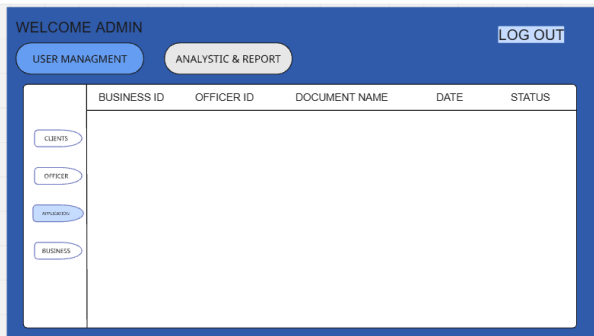 WELCOME ADMIN
LOG OUT
USER MANAGMENT
ANALYSTIC & REPORT
BUSINESS ID OFFICER ID DOCUMENT NAME DATE STATUS
CLIENTS
OFFICER
APPLICATION
BUSINESS